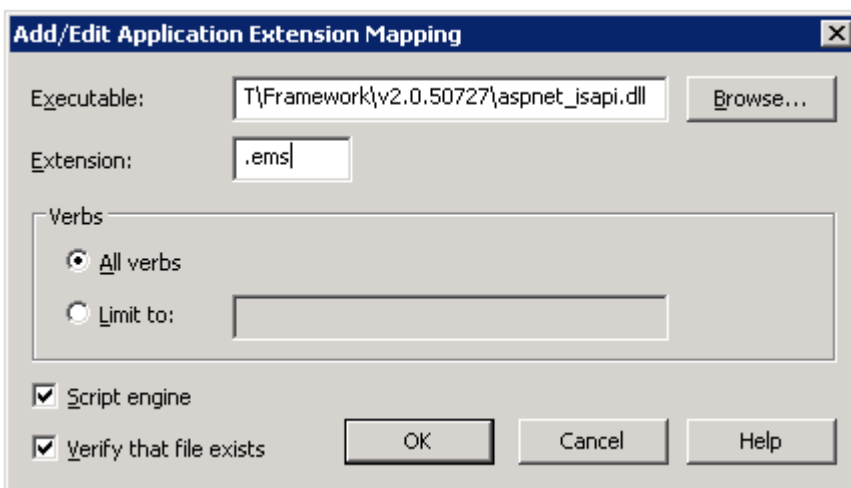 Add/Edit Application Extension Mapping
Executable: T\Framework\v2.0.50727\aspnet_isapi.dll Browse...
Extension: .ems
Verbs
All verbs
Limit to:
Script engine
Verify that file exists OK Cancel Help